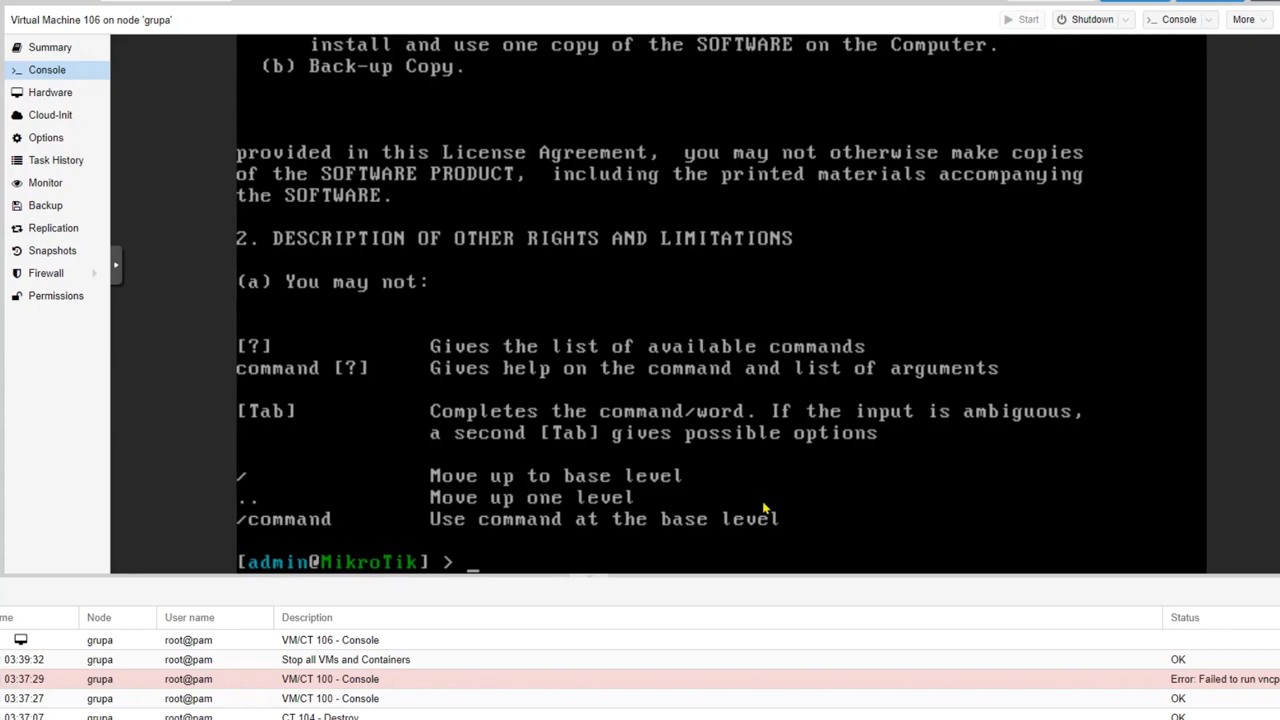 Virtual Machine 106 on node 'grupa'
Start
Shutdown
Console
More
Summary
Console
Hardware
Cloud-Init
Options
Task History
Monitor
Backup
Replication
Snapshots
Firewall
Permissions
install and use one copy of the SOFTWARE on the Computer.
(b) Back-up Copy.
provided in this License Agreement, you may not otherwise make copies
of the SOFTWARE PRODUCT, including the printed materials accompanying
the SOFTWARE.
2. DESCRIPTION OF OTHER RIGHTS AND LIMITATIONS
(a) You may not:
[?] Gives the list of available commands
command [?] Gives help on the command and list of arguments
[Tab] Completes the command/word. If the input is ambiguous,
a second [Tab] gives possible options
/ Move up to base level
.. Move up one level
/command Use command at the base level
[admin@MikroTik] > _
me Node User name Description Status
grupa root@pam VM/CT 106 - Console
03:39:32 grupa root@pam Stop all VMs and Containers OK
03:37:29 grupa root@pam VM/CT 100 - Console Error: Failed to run vncp
03:37:27 grupa root@pam VM/CT 100 - Console OK
03:37:07 grupa root@pam CT 104 - Destroy OK